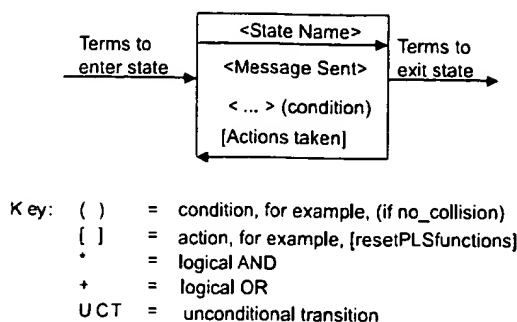 <State Name>
Terms to
enter state
<Message Sent>
Terms to
exit state
< ... > (condition)
[Actions taken]
Key: ( ) = condition, for example, (if no_collision)
[ ] = action, for example, [resetPLSfunctions]
* = logical AND
+ = logical OR
UCT = unconditional transition